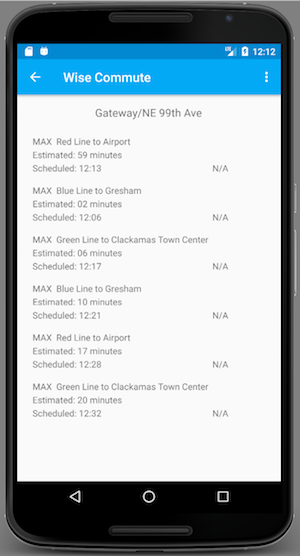 12:12
Wise Commute
Gateway/NE 99th Ave
MAX Red Line to Airport
Estimated: 59 minutes
Scheduled: 12:13 N/A
MAX Blue Line to Gresham
Estimated: 02 minutes
Scheduled: 12:06 N/A
MAX Green Line to Clackamas Town Center
Estimated: 06 minutes
Scheduled: 12:17 N/A
MAX Blue Line to Gresham
Estimated: 10 minutes
Scheduled: 12:21 N/A
MAX Red Line to Airport
Estimated: 17 minutes
Scheduled: 12:28 N/A
MAX Green Line to Clackamas Town Center
Estimated: 20 minutes
Scheduled: 12:32 N/A